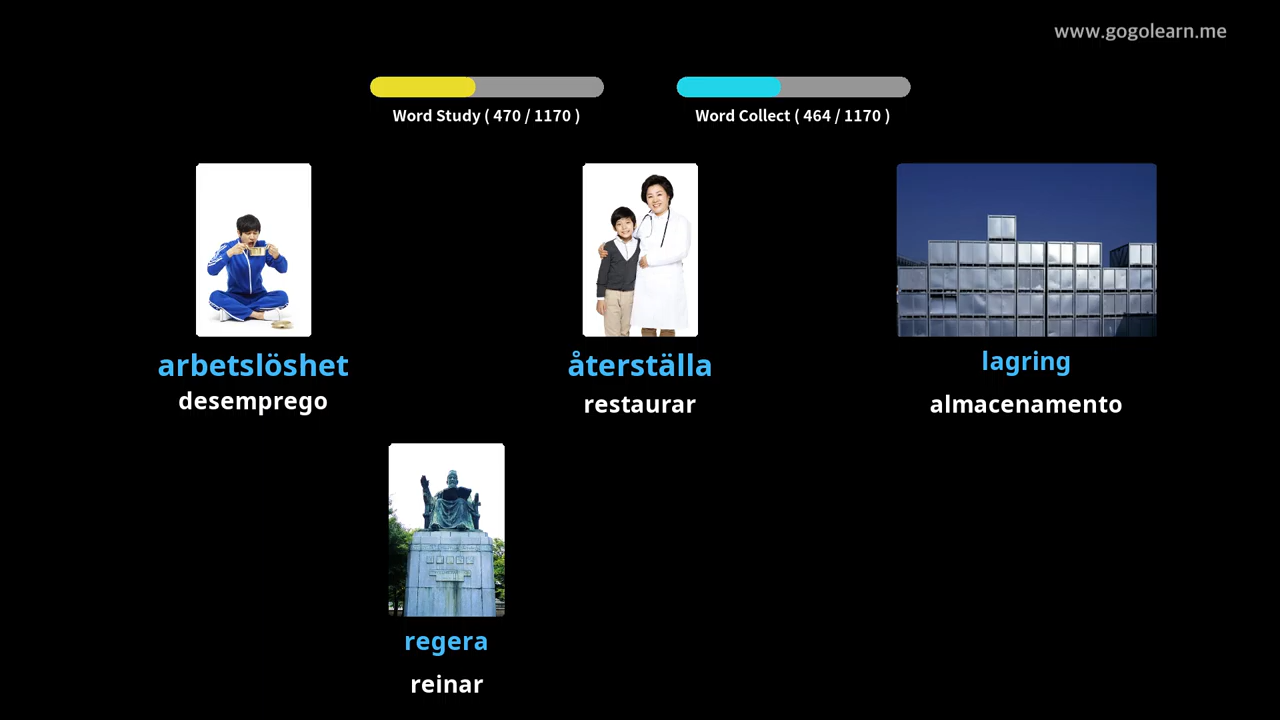 www.gogolearn.me
Word Study ( 470 / 1170 )
Word Collect ( 464 / 1170 )
arbetslöshet
desemprego
återställa
restaurar
lagring
almacenamento
regera
reinar